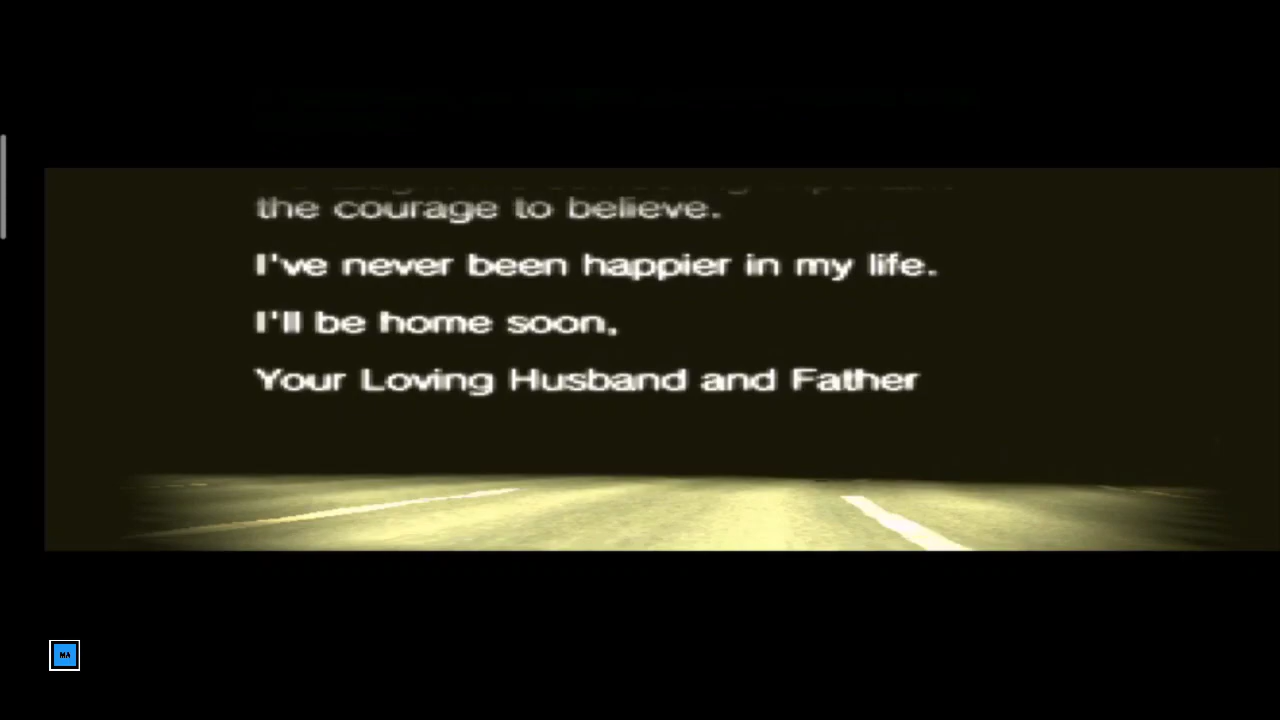 the courage to believe.
I've never been happier in my life.
I'll be home soon,
Your Loving Husband and Father
MA